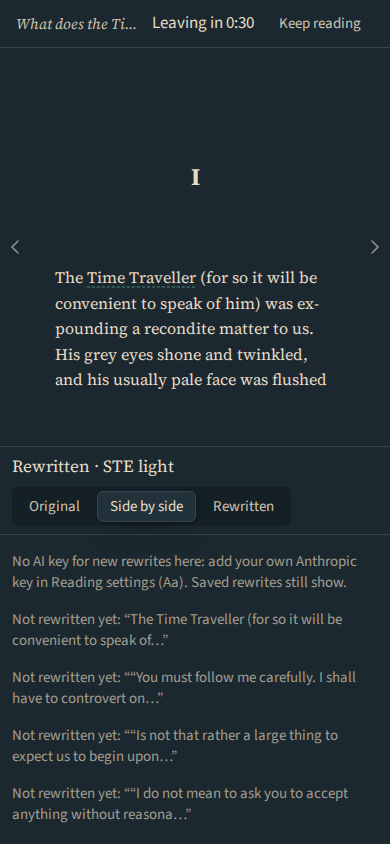 What does the Ti...
Leaving in 0:30
Keep reading
I
The Time Traveller (for so it will be
convenient to speak of him) was ex-
pounding a recondite matter to us.
His grey eyes shone and twinkled,
and his usually pale face was flushed
Rewritten · STE light
Original
Side by side
Rewritten
No AI key for new rewrites here: add your own Anthropic
key in Reading settings (Aa). Saved rewrites still show.
Not rewritten yet: “The Time Traveller (for so it will be
convenient to speak of…”
Not rewritten yet: ““You must follow me carefully. I shall
have to controvert on…”
Not rewritten yet: ““Is not that rather a large thing to
expect us to begin upon…”
Not rewritten yet: ““I do not mean to ask you to accept
anything without reasona…”